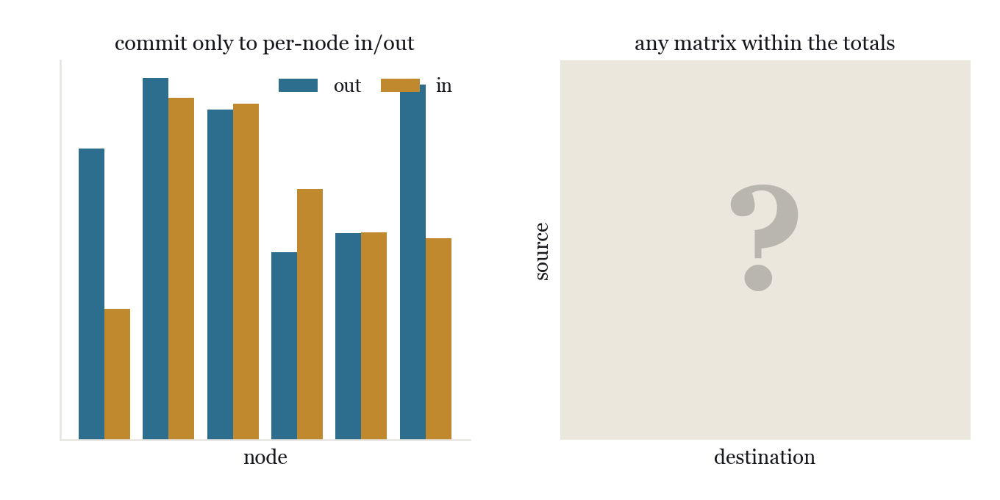 commit only to per-node in/out
out
in
node
any matrix within the totals
source
?
destination